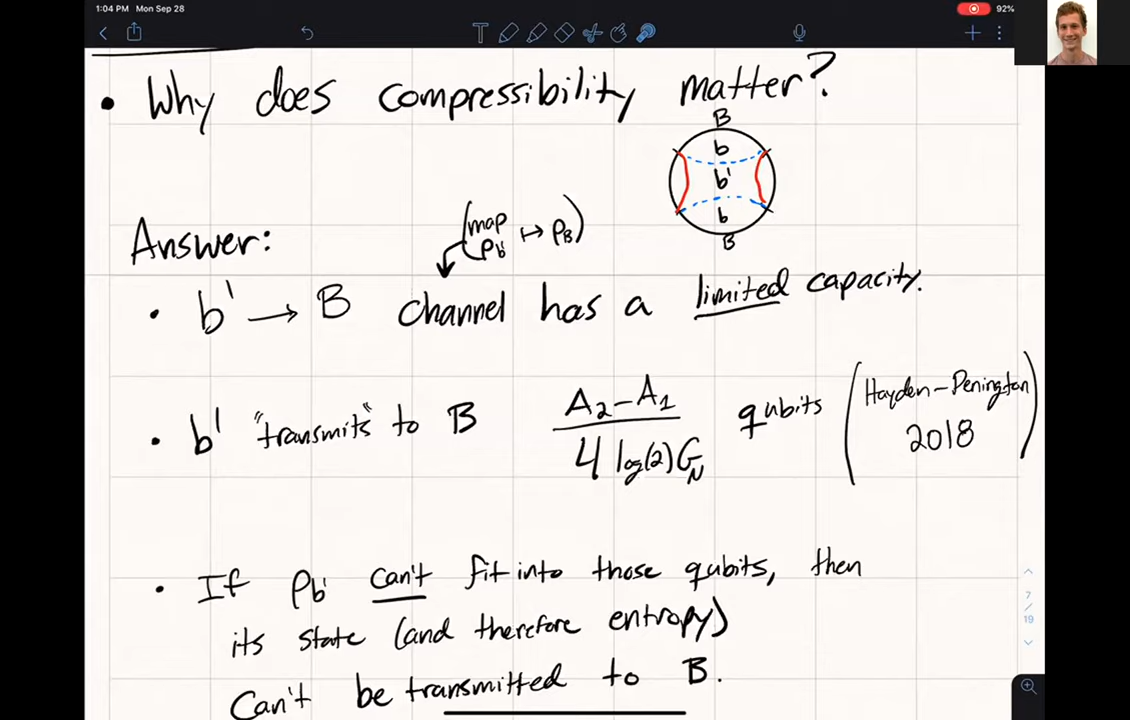 1:04 PM Mon Sep 28
92%
• Why does compressibility matter?
B
b
b'
b
B
Answer:
(map ρb' ↦ ρB)
• b' → B channel has a limited capacity.
• b' "transmits" to B A2-A1 / 4 log(2) GN qubits (Hayden-Penington 2018)
• If ρb' can't fit into those qubits, then
its state (and therefore entropy)
Can't be transmitted to B.
7
/
19